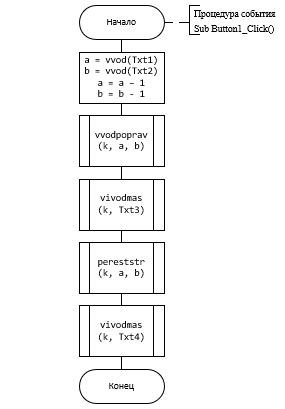 Начало
Процедура события
Sub Button1_Click()
a = vvod(Txt1)
b = vvod(Txt2)
a = a – 1
b = b - 1
vvodpoprav
(k, a, b)
vivodmas
(k, Txt3)
pereststr
(k, a, b)
vivodmas
(k, Txt4)
Конец